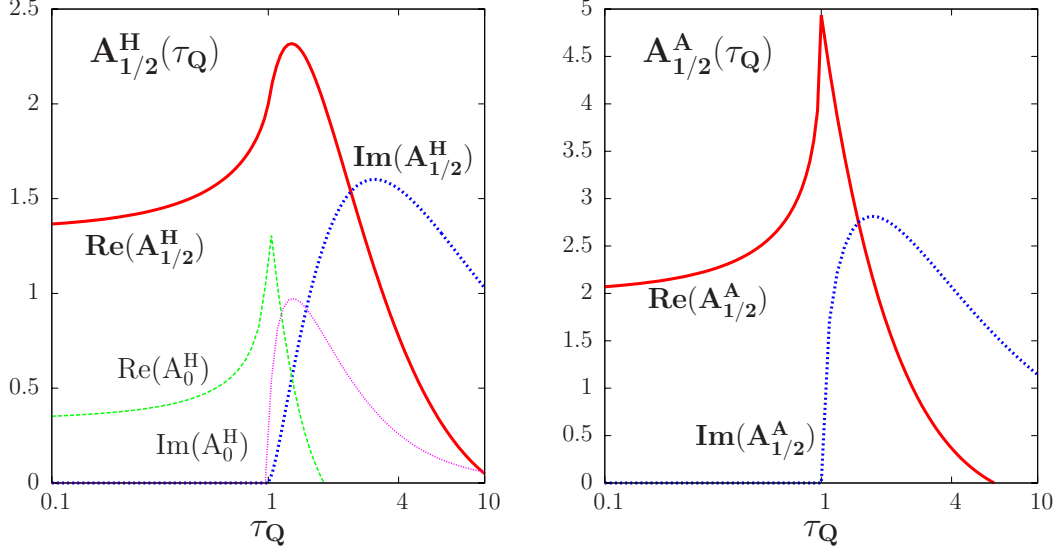 2.5
2
1.5
1
0.5
0
0.1
1
4
10
τ_Q
A^H_{1/2}(τ_Q)
Im(A^H_{1/2})
Re(A^H_{1/2})
Re(A^H_0)
Im(A^H_0)
5
4.5
4
3.5
3
2.5
2
1.5
1
0.5
0
0.1
1
4
10
τ_Q
A^A_{1/2}(τ_Q)
Re(A^A_{1/2})
Im(A^A_{1/2})